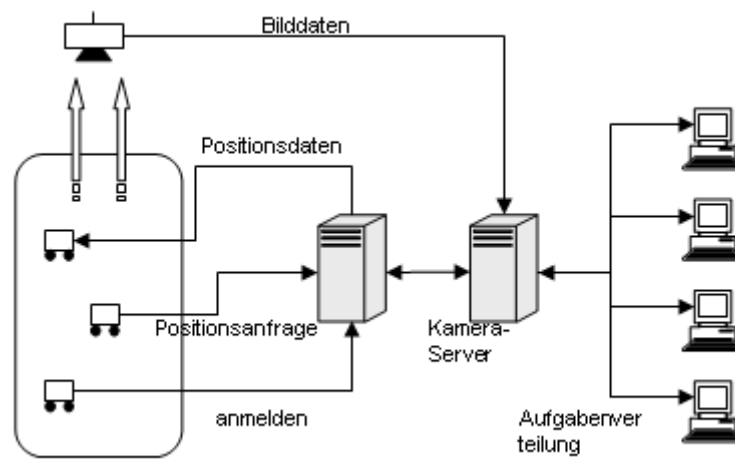 Bilddaten
Positionsdaten
Positionsanfrage
Kamera-
Server
anmelden
Aufgabenver
teilung